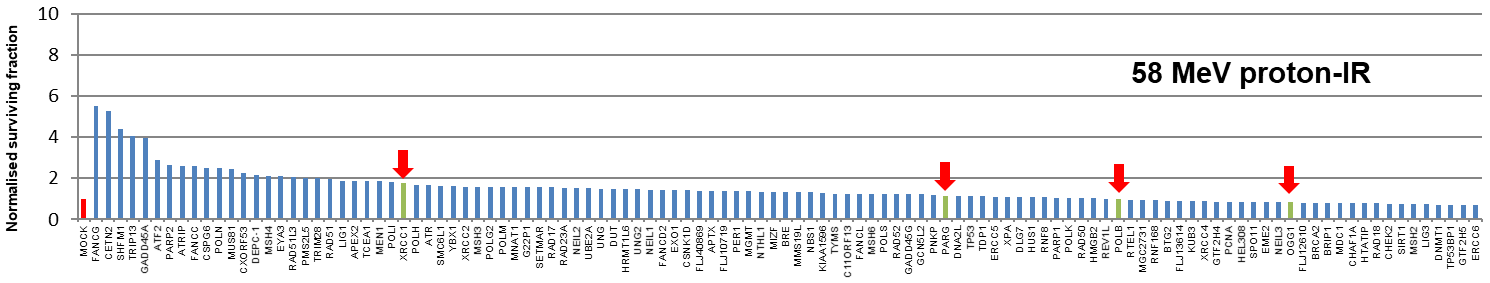 10
58 MeV proton-IR
8
6
4
2
0
Normalised surviving fraction
MOCK
FANCG
CETN2
SHFM1
TRIP13
GADD45A
ATF2
PARP2
ATRIP
FANCC
CSPG6
POLN
MUS81
CXORF53
DEPC-1
MSH4
EYA3
RAD51L3
PMS2L5
TRIM28
RAD51
LIG1
APEX2
TCEA1
MEN1
POLI
XRCC1
POLH
ATR
SMC6L1
YBX1
XRCC2
MSH3
POLG2
POLM
MNAT1
G22P1
SETMAR
RAD17
RAD23A
NEIL2
UBE2A
UNG
DUT
HRMT1L6
UNG2
NEIL1
FANCD2
EXO1
CSNK1D
FLJ40869
APTX
FLJ10719
PER1
MGMT
NTHL1
MIZF
BRE
MMS19L
NBS1
KIAA1596
TYMS
C11ORF13
FANCL
MSH6
POLS
RAD52
GADD45G
GCN5L2
PNKP
PARG
DNA2L
TP53
TDP1
ERCC5
XPA
DLG7
HUS1
RNF8
PARP1
POLK
RAD50
HMGB2
REV1L
POLB
RTEL1
MGC2731
RNF168
BTG2
FLJ13614
KUB3
XRCC4
GTF2H4
PCNA
HEL308
SPO11
EME2
NEIL3
OGG1
FLJ12610
BRCA2
BRIP1
MDC1
CHAF1A
HTATIP
RAD18
CHEK2
SIRT1
MSH2
LIG3
DNMT1
TP53BP1
GTF2H5
ERCC6